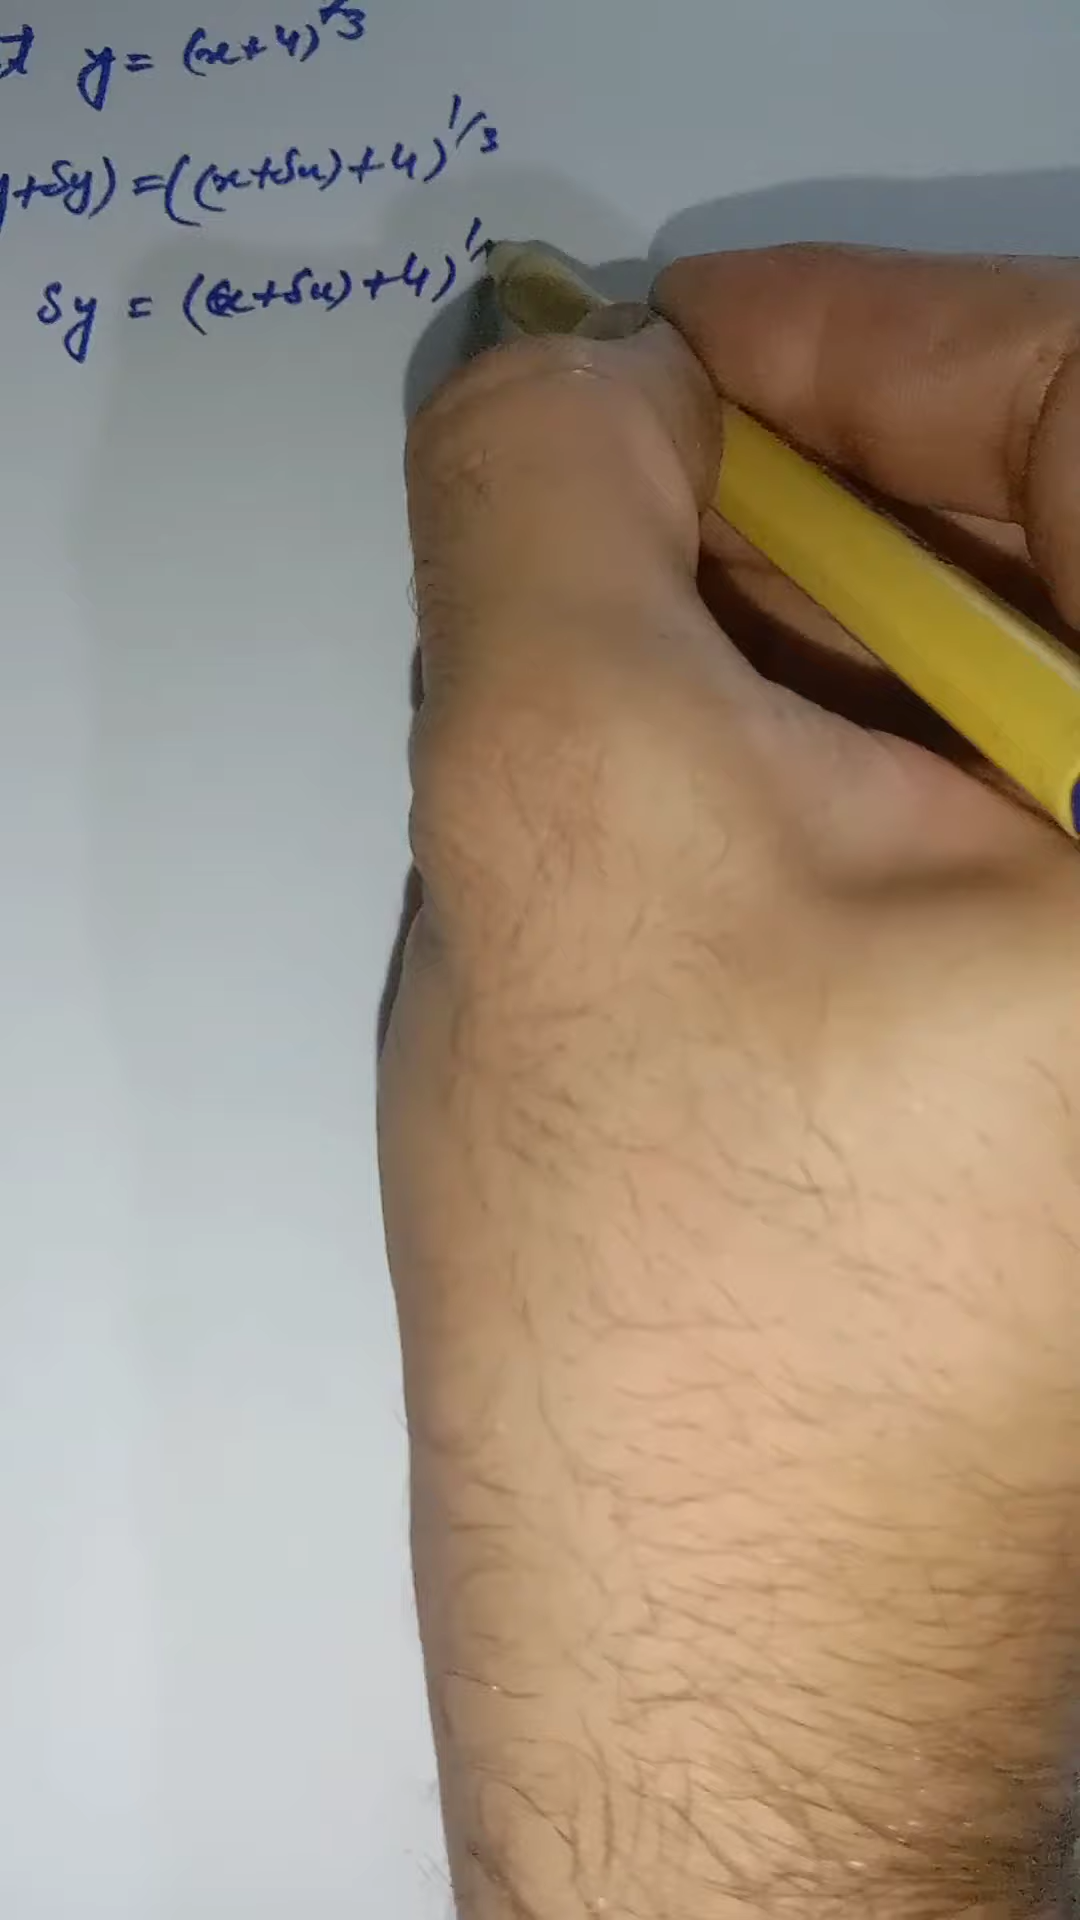 y = (x+4)^1/3
+δy) = ((x+δx)+4)^1/3
δy = (x+δx)+4)^1/